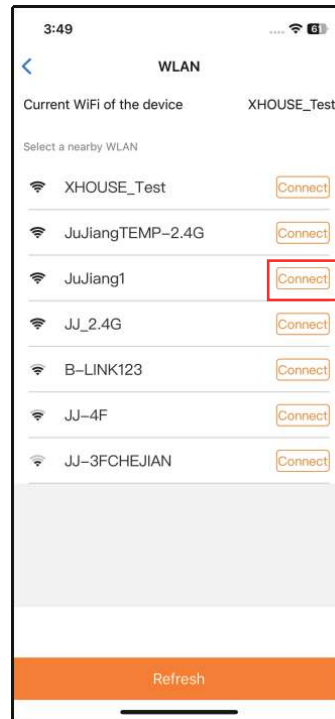 3:49
61
WLAN
Current WiFi of the device XHOUSE_Test
Select a nearby WLAN
XHOUSE_Test Connect
JuJiangTEMP-2.4G Connect
JuJiang1 Connect
JJ_2.4G Connect
B-LINK123 Connect
JJ-4F Connect
JJ-3FCHEJIAN Connect
Refresh